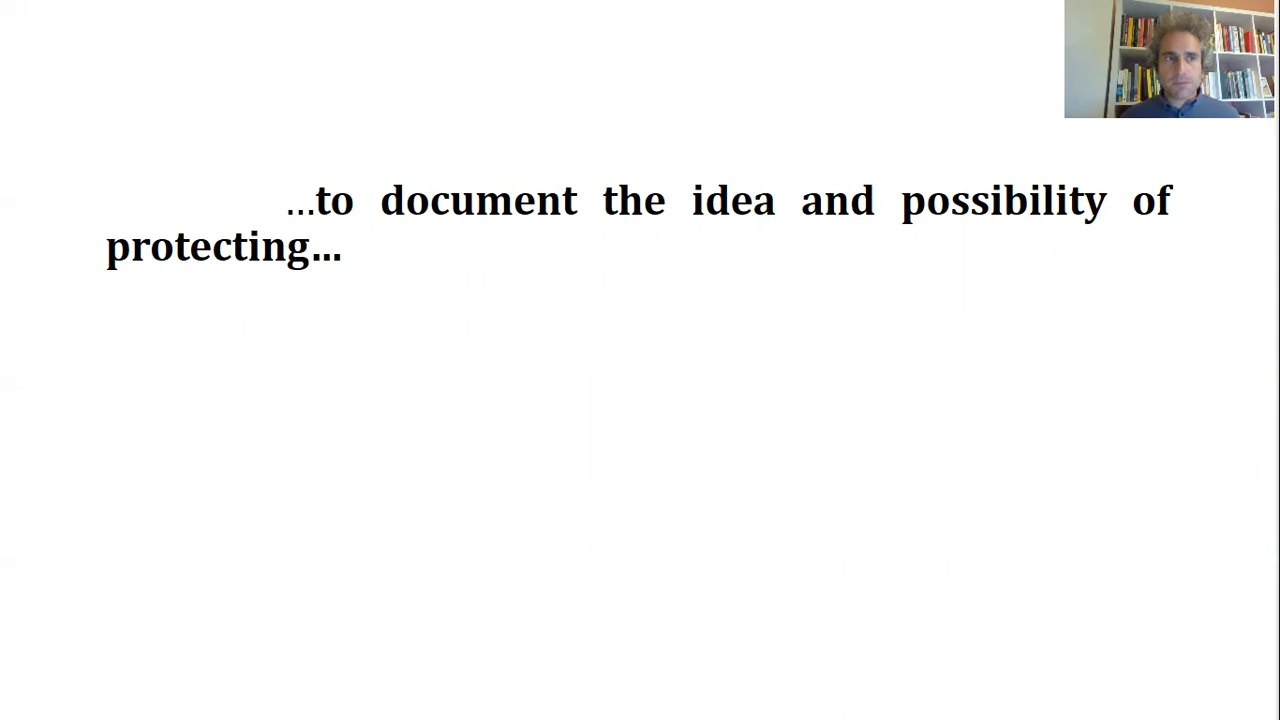 …to document the idea and possibility of
protecting…